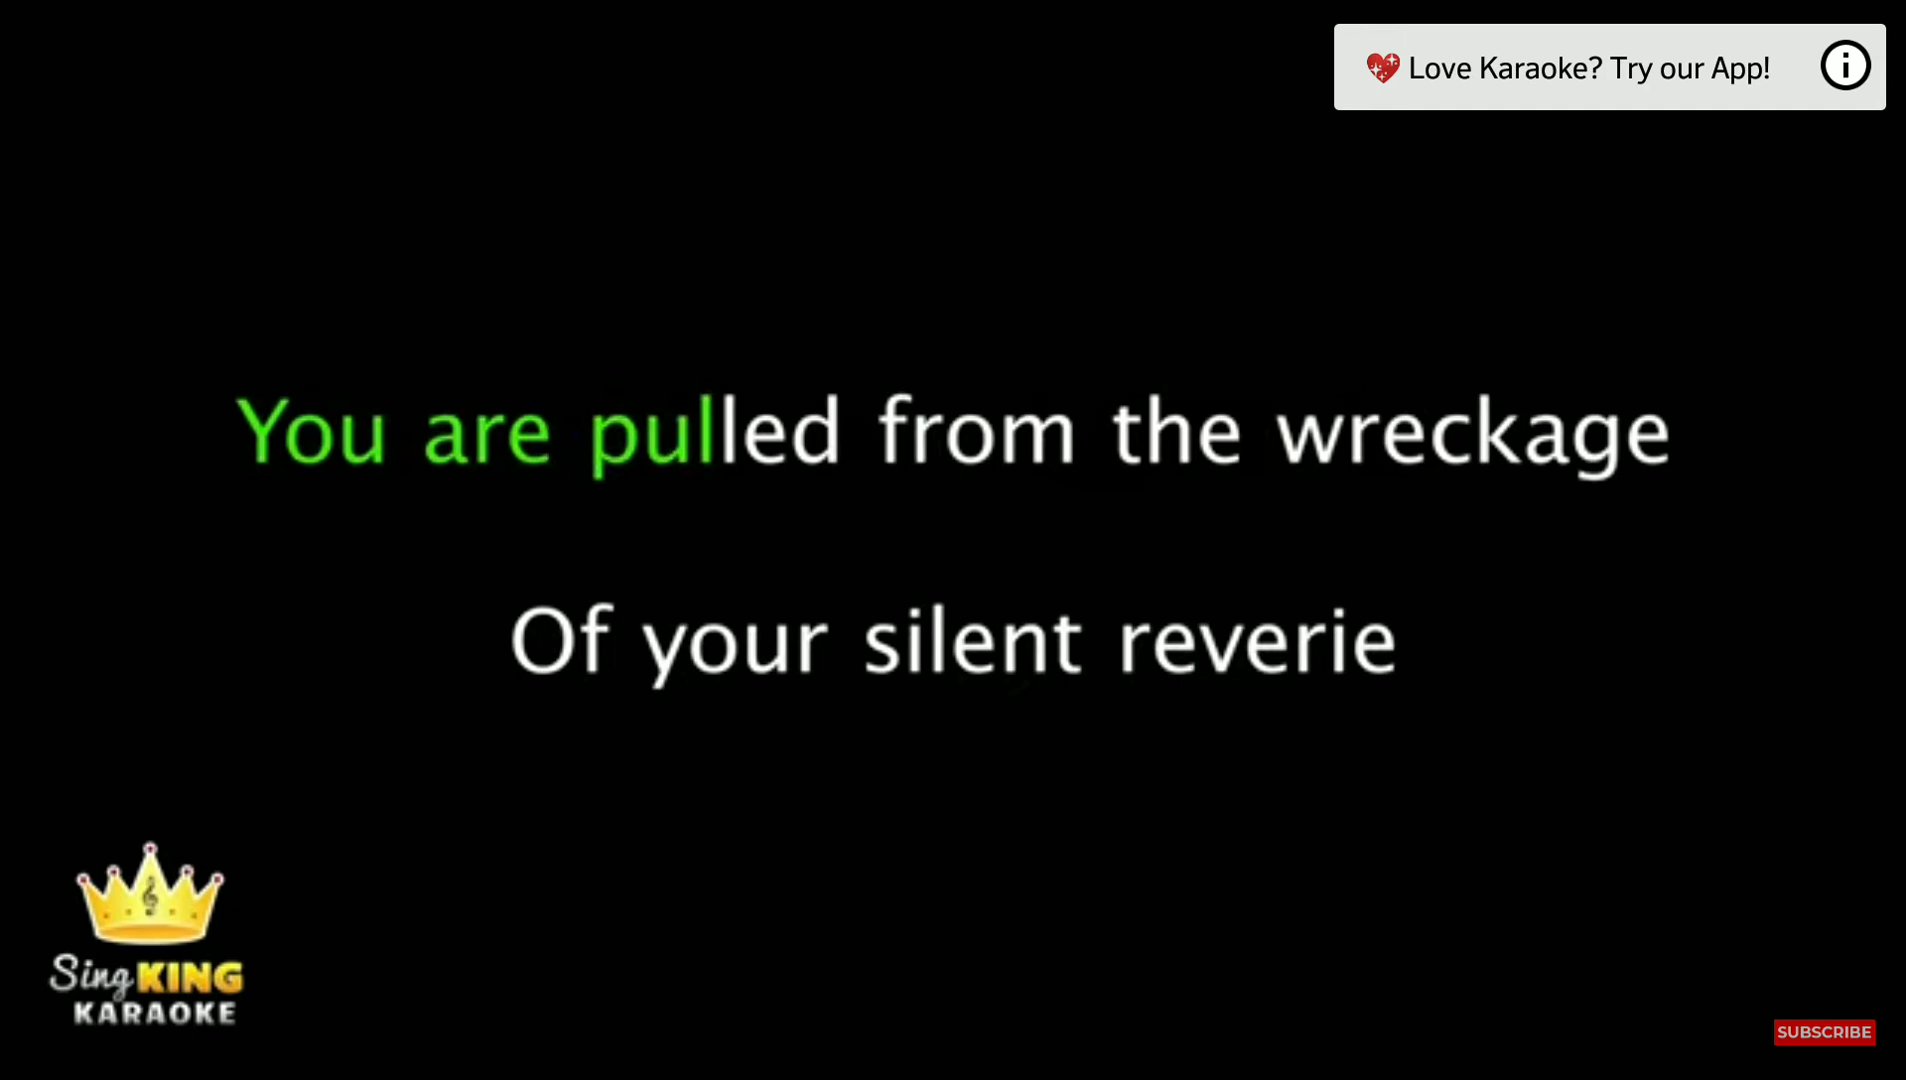 💖 Love Karaoke? Try our App!
You are pulled from the wreckage
Of your silent reverie
Sing KING
KARAOKE
SUBSCRIBE